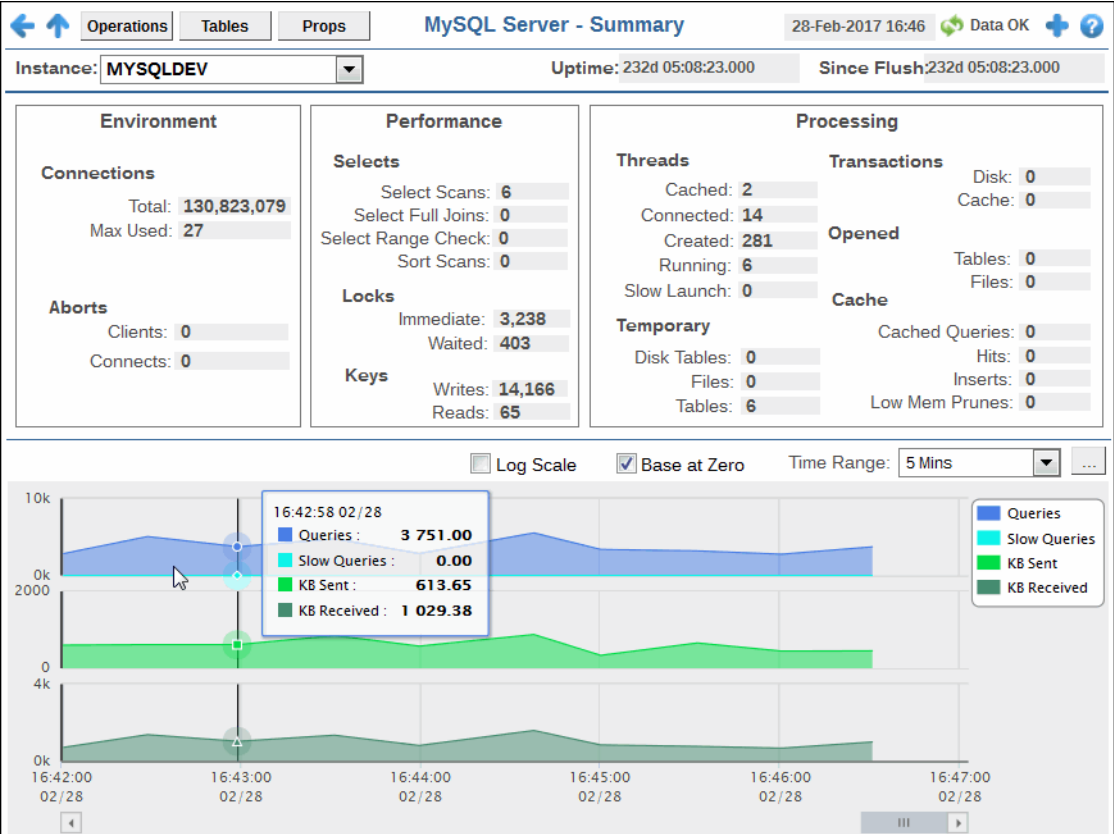 Operations Tables Props MySQL Server - Summary 28-Feb-2017 16:46 Data OK
Instance: MYSQLDEV Uptime: 232d 05:08:23.000 Since Flush: 232d 05:08:23.000
Environment
Connections
Total: 130,823,079
Max Used: 27
Aborts
Clients: 0
Connects: 0
Performance
Selects
Select Scans: 6
Select Full Joins: 0
Select Range Check: 0
Sort Scans: 0
Locks
Immediate: 3,238
Waited: 403
Keys
Writes: 14,166
Reads: 65
Processing
Threads
Cached: 2
Connected: 14
Created: 281
Running: 6
Slow Launch: 0
Temporary
Disk Tables: 0
Files: 0
Tables: 6
Transactions
Disk: 0
Cache: 0
Opened
Tables: 0
Files: 0
Cache
Cached Queries: 0
Hits: 0
Inserts: 0
Low Mem Prunes: 0
Log Scale Base at Zero Time Range: 5 Mins ...
10k
0k
2000
0
4k
0k
16:42:58 02/28
Queries : 3 751.00
Slow Queries : 0.00
KB Sent : 613.65
KB Received : 1 029.38
Queries
Slow Queries
KB Sent
KB Received
16:42:00 16:43:00 16:44:00 16:45:00 16:46:00 16:47:00
02/28 02/28 02/28 02/28 02/28 02/28